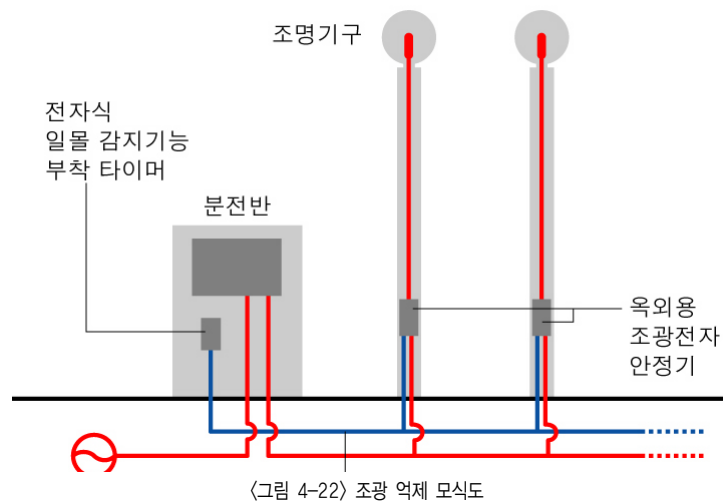 조명기구
전자식
일몰 감지기능
부착 타이머
분전반
옥외용
조광전자
안정기
〈그림 4-22〉 조광 억제 모식도